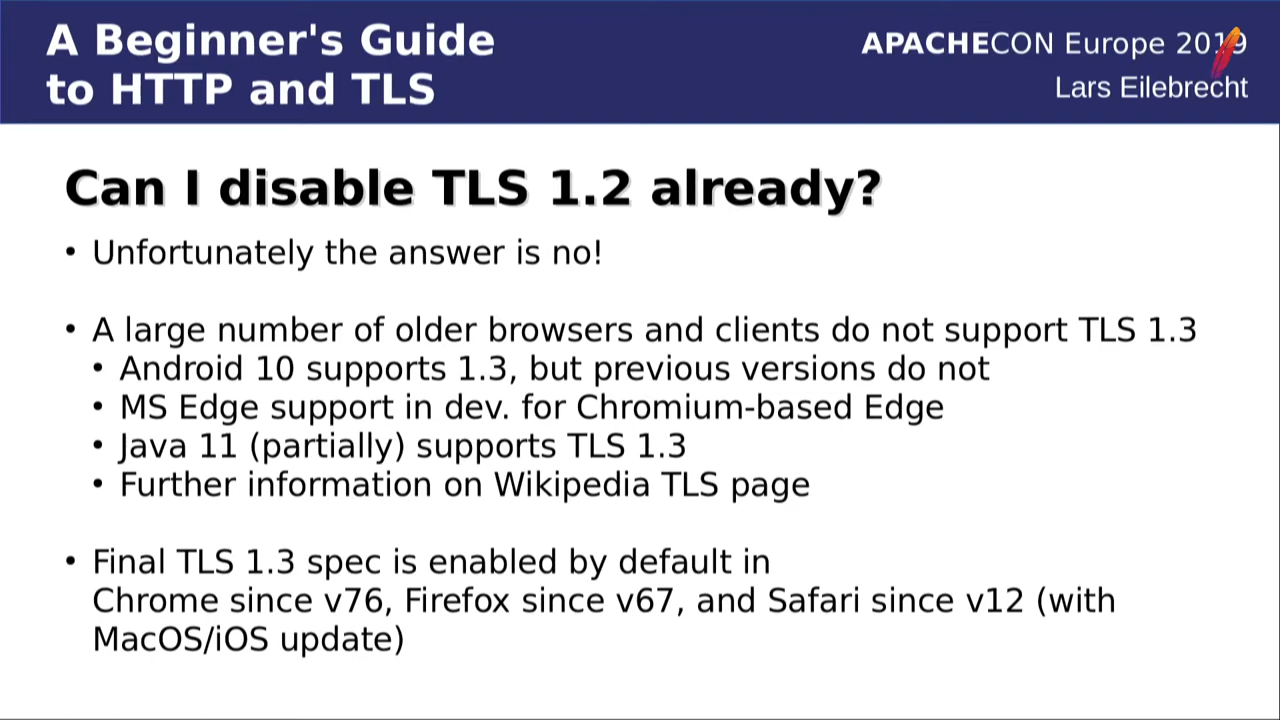 A Beginner's Guide
to HTTP and TLS
APACHECON Europe 2019
Lars Eilebrecht
Can I disable TLS 1.2 already?
• Unfortunately the answer is no!
• A large number of older browsers and clients do not support TLS 1.3
• Android 10 supports 1.3, but previous versions do not
• MS Edge support in dev. for Chromium-based Edge
• Java 11 (partially) supports TLS 1.3
• Further information on Wikipedia TLS page
• Final TLS 1.3 spec is enabled by default in
Chrome since v76, Firefox since v67, and Safari since v12 (with
MacOS/iOS update)